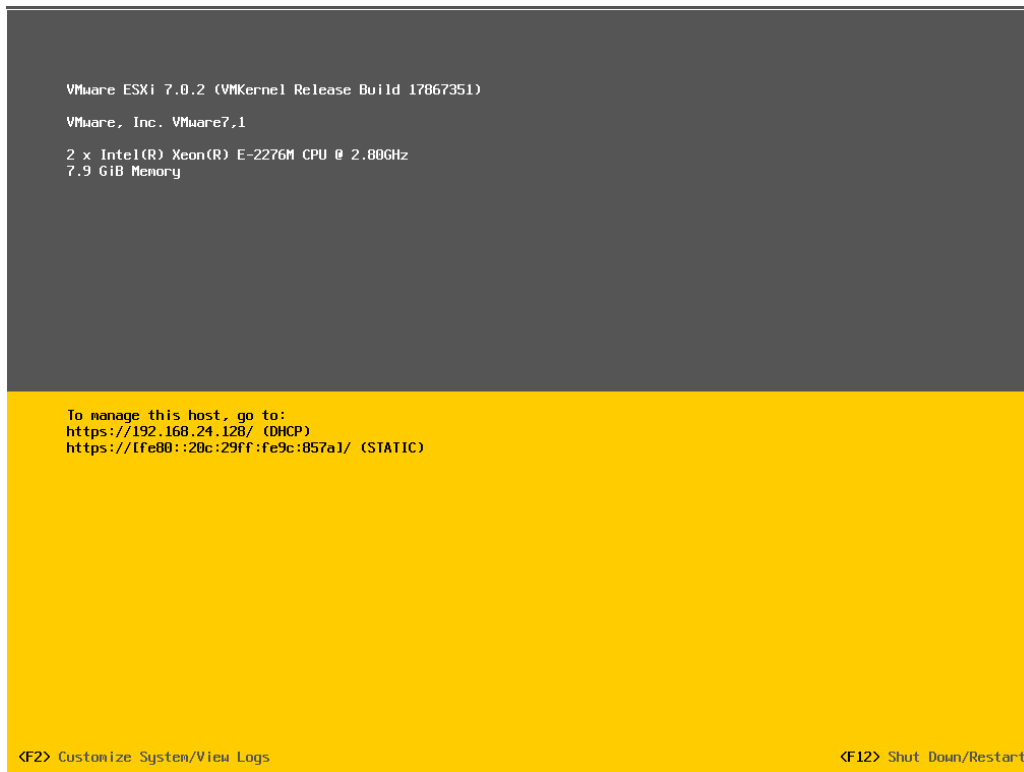 VMware ESXi 7.0.2 (VMKernel Release Build 17867351)
VMware, Inc. VMware7,1
2 x Intel(R) Xeon(R) E-2276M CPU @ 2.80GHz
7.9 GiB Memory
To manage this host, go to:
https://192.168.24.128/ (DHCP)
https://[fe80::20c:29ff:fe9c:857a]/ (STATIC)
<F2> Customize System/View Logs
<F12> Shut Down/Restart